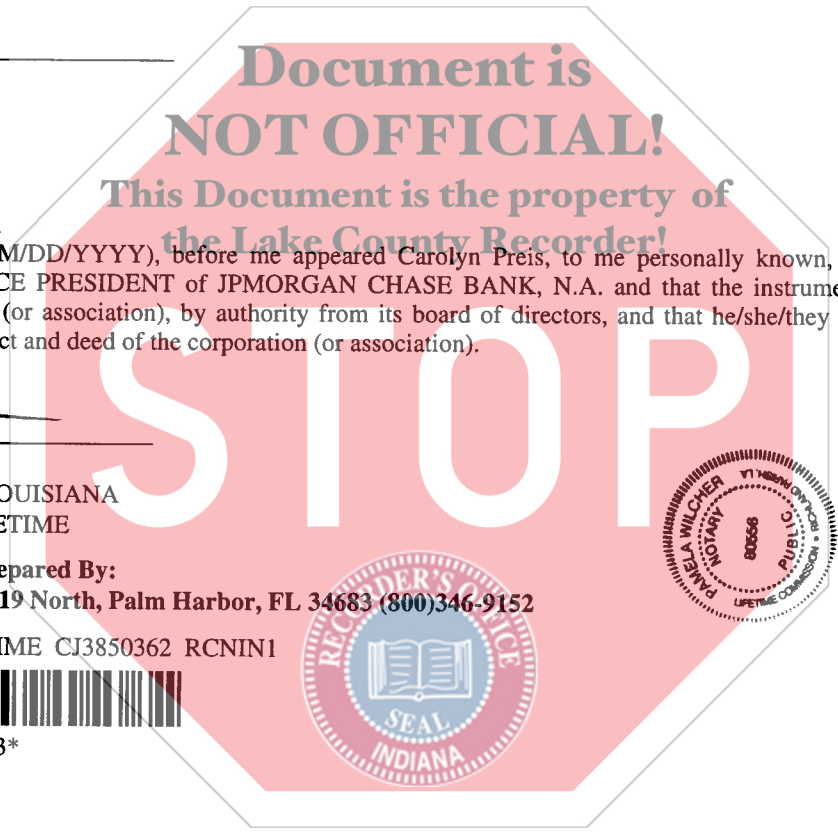 Document is
NOT OFFICIAL!
This Document is the property of
the Lake County Recorder!
M/DD/YYYY), before me appeared Carolyn Preis, to me personally known,
CE PRESIDENT of JPMORGAN CHASE BANK, N.A. and that the instrume
(or association), by authority from its board of directors, and that he/she/they
ct and deed of the corporation (or association).
STOP
OUISIANA
ETIME
epared By:
19 North, Palm Harbor, FL 34683 (800)346-9152
IME CJ3850362 RCNIN1
3*
PAMELA WILCHER
NOTARY PUBLIC
80556
LIFETIME COMMISSION • RICHLAND PARISH, LA
RECORDER'S OFFICE
SEAL
INDIANA